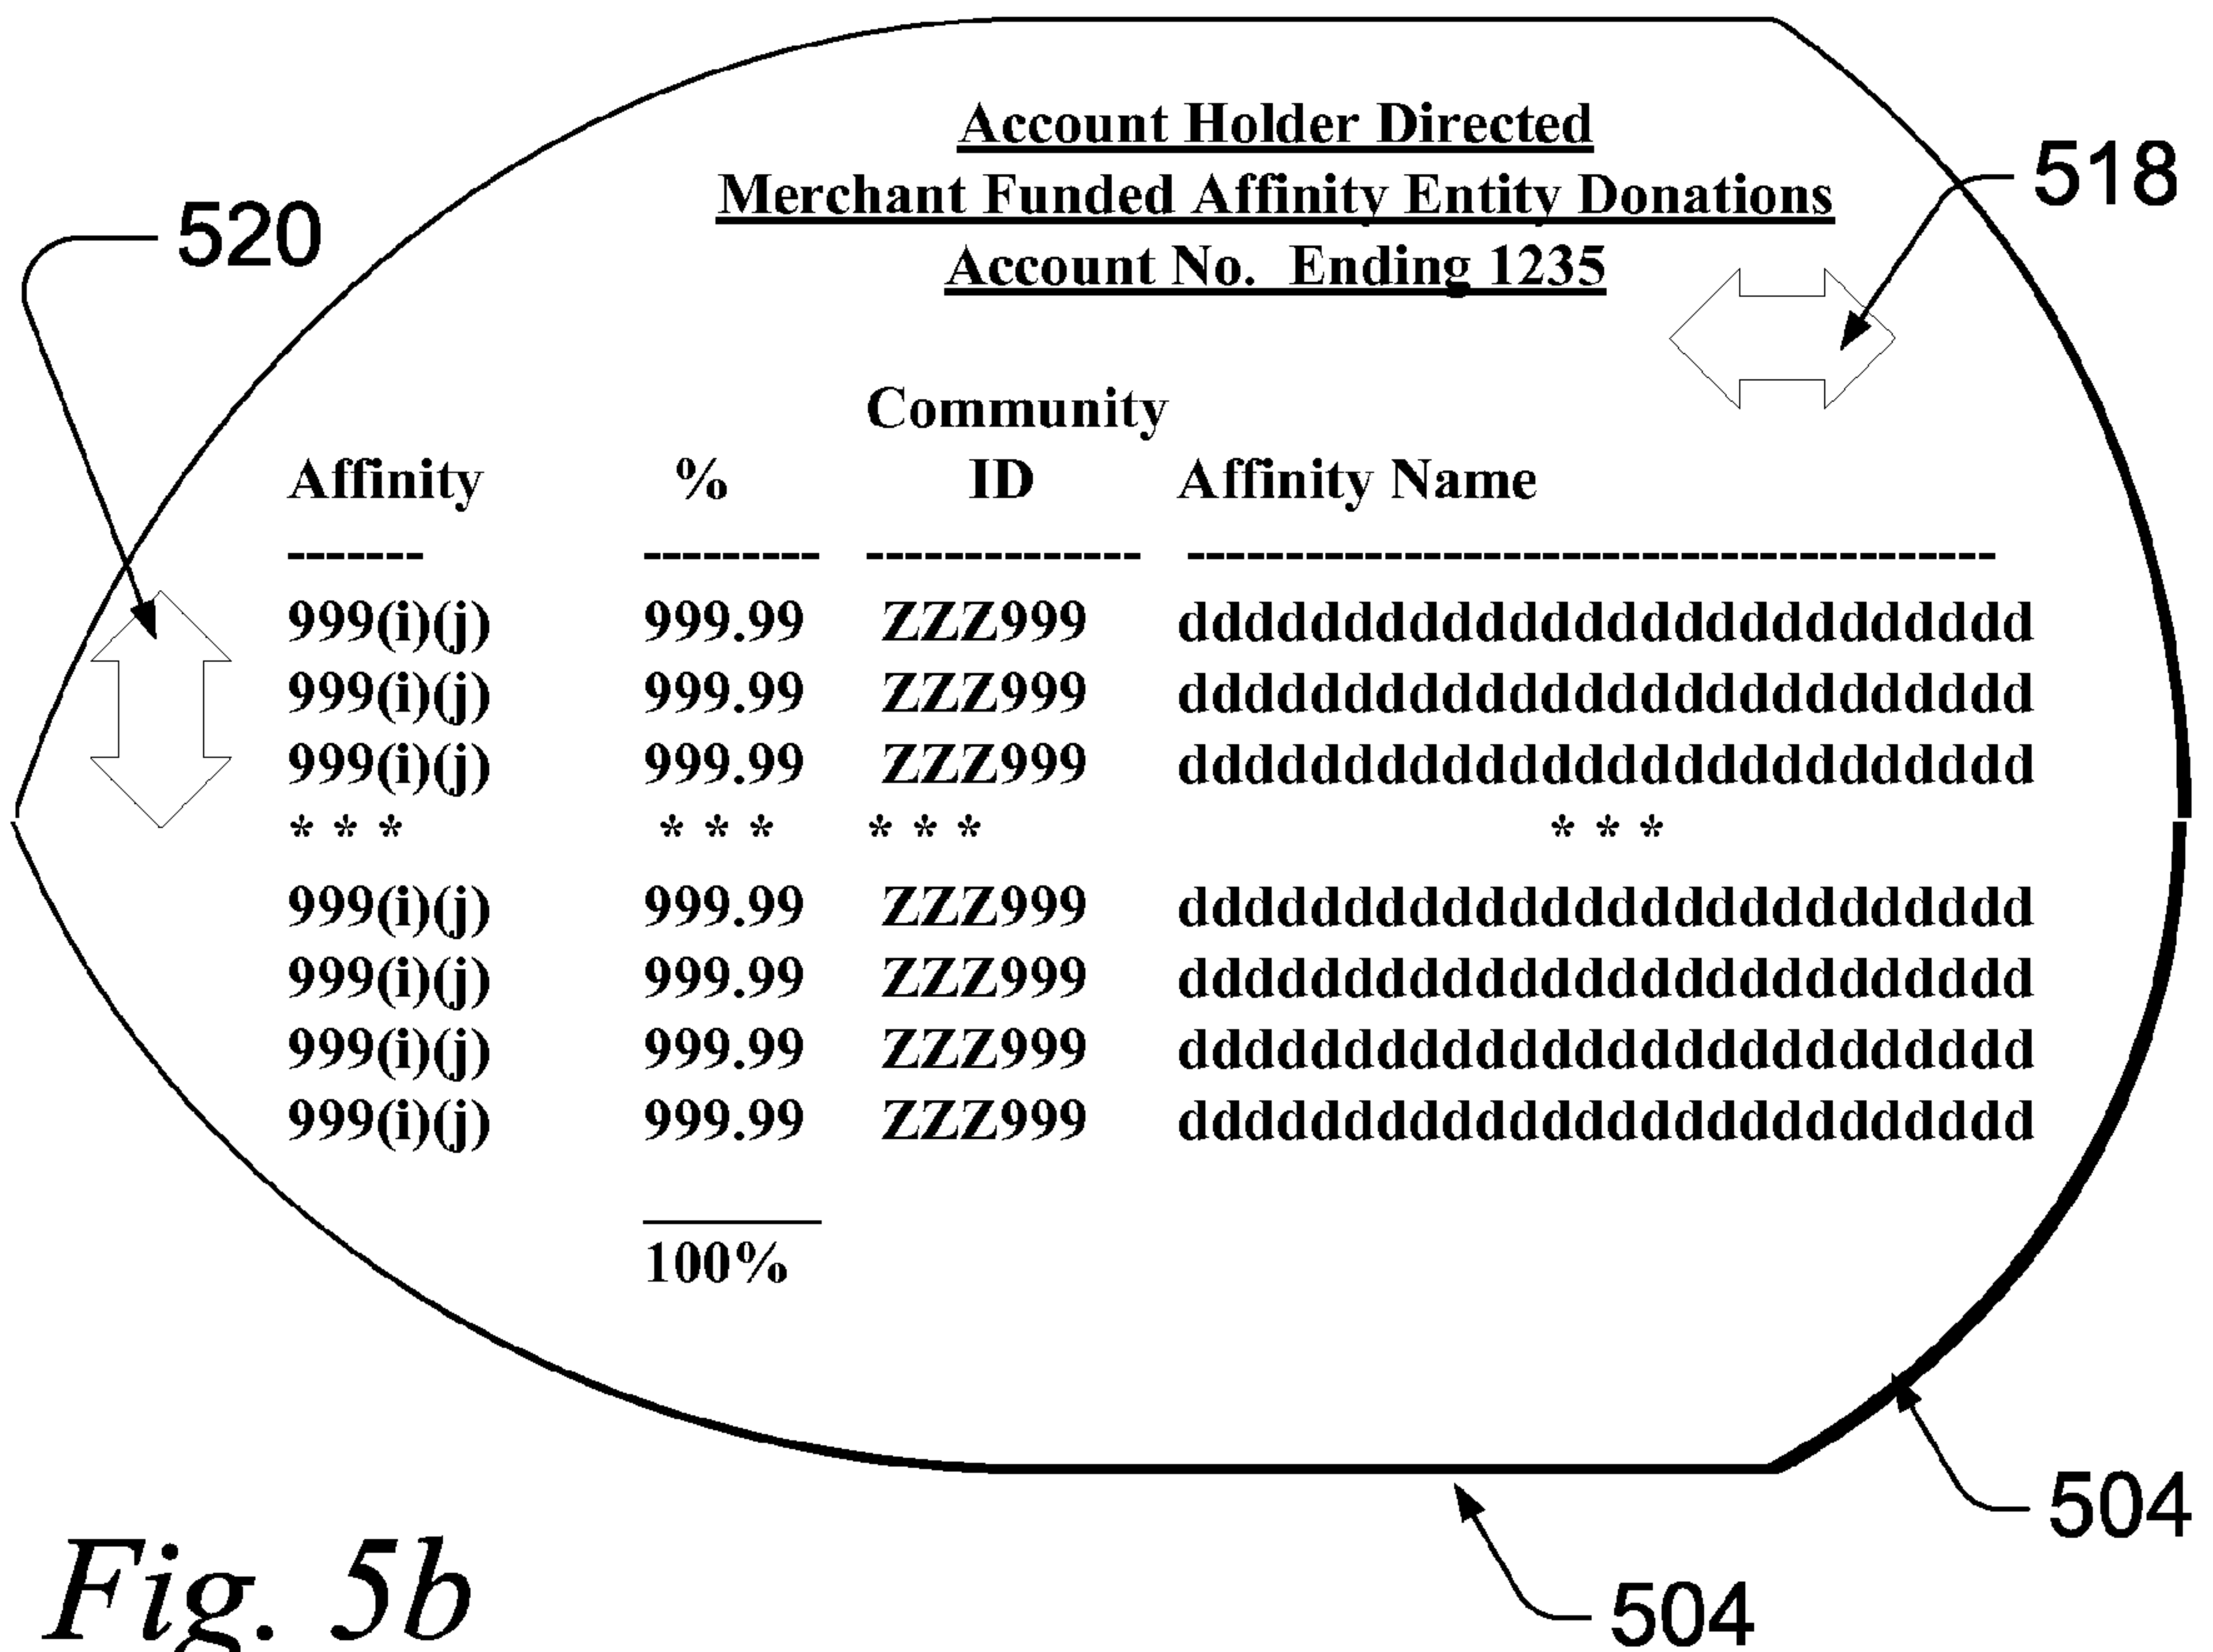 Account Holder Directed
Merchant Funded Affinity Entity Donations
Account No.  Ending 1235
518
520
Community
Affinity % ID Affinity Name
------- --------- -------------- -----------------------------------------
999(i)(j) 999.99 ZZZ999 dddddddddddddddddddddddddd
999(i)(j) 999.99 ZZZ999 dddddddddddddddddddddddddd
999(i)(j) 999.99 ZZZ999 dddddddddddddddddddddddddd
* * * * * * * * * * * *
999(i)(j) 999.99 ZZZ999 dddddddddddddddddddddddddd
999(i)(j) 999.99 ZZZ999 dddddddddddddddddddddddddd
999(i)(j) 999.99 ZZZ999 dddddddddddddddddddddddddd
999(i)(j) 999.99 ZZZ999 dddddddddddddddddddddddddd
100%
504
504
Fig. 5b